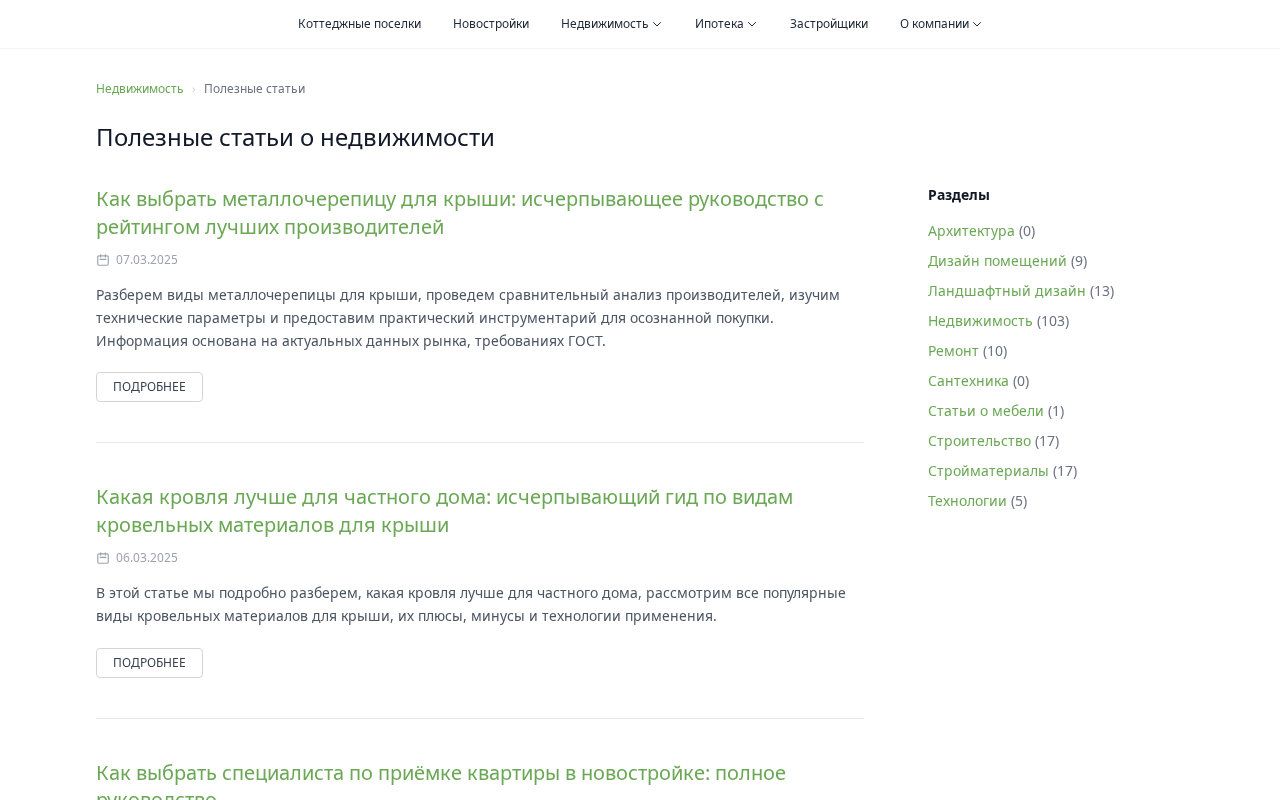 Коттеджные поселки Новостройки Недвижимость Ипотека Застройщики О компании
Недвижимость › Полезные статьи
Полезные статьи о недвижимости
Как выбрать металлочерепицу для крыши: исчерпывающее руководство с
рейтингом лучших производителей
07.03.2025
Разберем виды металлочерепицы для крыши, проведем сравнительный анализ производителей, изучим
технические параметры и предоставим практический инструментарий для осознанной покупки.
Информация основана на актуальных данных рынка, требованиях ГОСТ.
ПОДРОБНЕЕ
Какая кровля лучше для частного дома: исчерпывающий гид по видам
кровельных материалов для крыши
06.03.2025
В этой статье мы подробно разберем, какая кровля лучше для частного дома, рассмотрим все популярные
виды кровельных материалов для крыши, их плюсы, минусы и технологии применения.
ПОДРОБНЕЕ
Как выбрать специалиста по приёмке квартиры в новостройке: полное
руководство
Разделы
Архитектура (0)
Дизайн помещений (9)
Ландшафтный дизайн (13)
Недвижимость (103)
Ремонт (10)
Сантехника (0)
Статьи о мебели (1)
Строительство (17)
Стройматериалы (17)
Технологии (5)